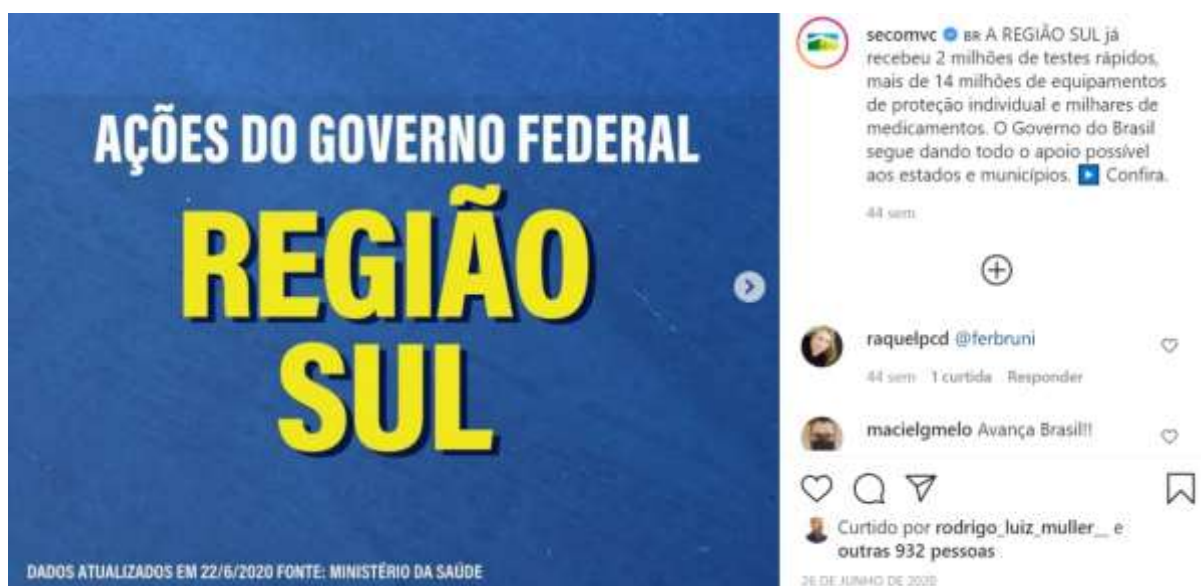 AÇÕES DO GOVERNO FEDERAL
REGIÃO
SUL
DADOS ATUALIZADOS EM 22/6/2020 FONTE: MINISTÉRIO DA SAÚDE
secomvc BR A REGIÃO SUL já
recebeu 2 milhões de testes rápidos,
mais de 14 milhões de equipamentos
de proteção individual e milhares de
medicamentos. O Governo do Brasil
segue dando todo o apoio possível
aos estados e municípios. ▶ Confira.
44 sem
raquelpcd @ferbruni
44 sem 1 curtida Responder
macielgmelo Avança Brasil!!
Curtido por rodrigo_luiz_muller__ e
outras 932 pessoas
26 DE JUNHO DE 2020